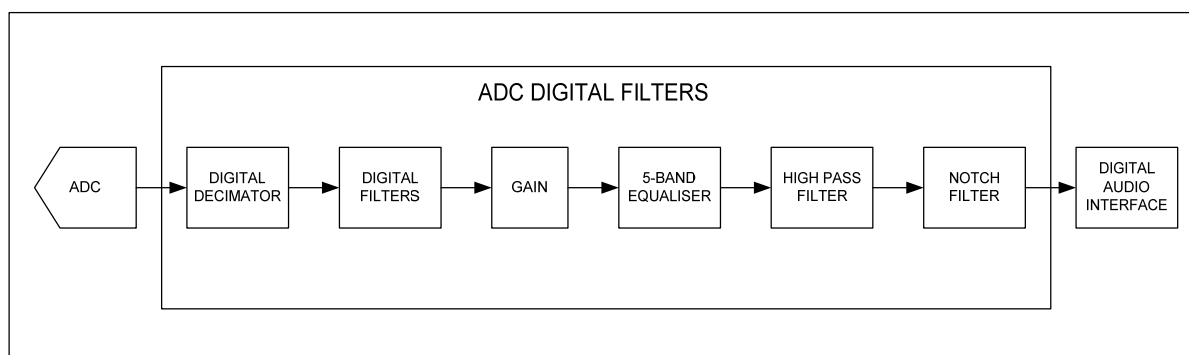 ADC DIGITAL FILTERS
ADC
DIGITAL
DECIMATOR
DIGITAL
FILTERS
GAIN
5-BAND
EQUALISER
HIGH PASS
FILTER
NOTCH
FILTER
DIGITAL
AUDIO
INTERFACE